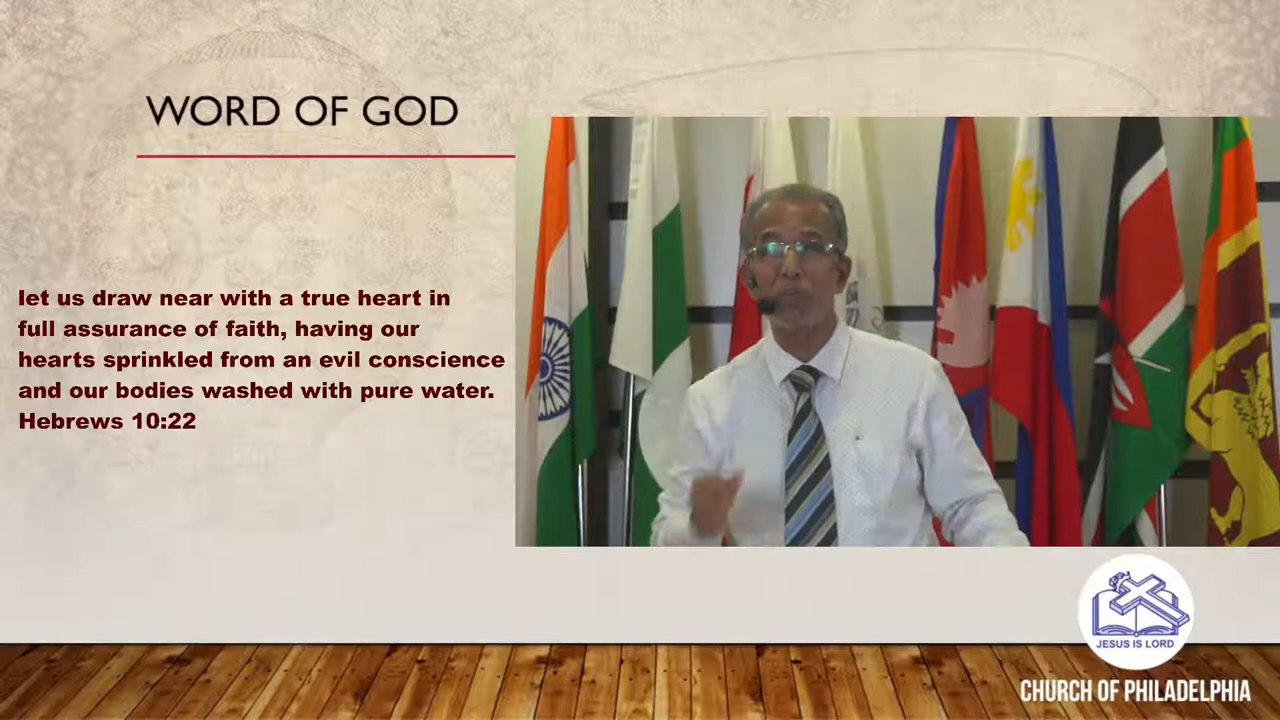 WORD OF GOD
let us draw near with a true heart in
full assurance of faith, having our
hearts sprinkled from an evil conscience
and our bodies washed with pure water.
Hebrews 10:22
JESUS IS LORD
CHURCH OF PHILADELPHIA